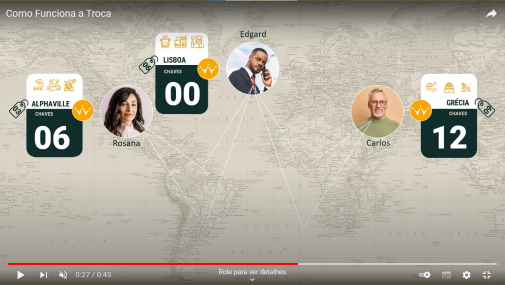 Como Funciona a Troca
Edgard
LISBOA
CHAVES
00
ALPHAVILLE
CHAVES
06
Rosana
GRÉCIA
CHAVES
12
Carlos
0:27 / 0:45
Role para ver detalhes